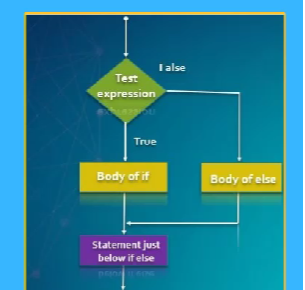 False
Test
expression
True
Body of if
Body of else
Statement just
below if else